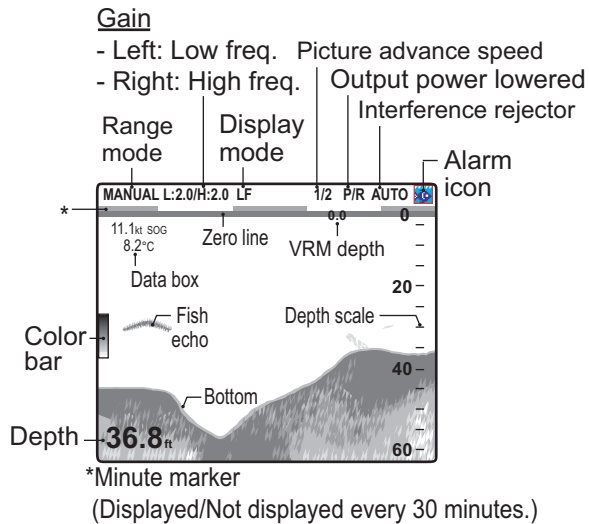 Gain
- Left: Low freq.
- Right: High freq.
Picture advance speed
Output power lowered
Interference rejector
Range
mode
Display
mode
Alarm
icon
MANUAL L:2.0/H:2.0 LF 1/2 P/R AUTO
*
0
0.0
11.1kt SOG
8.2°C
Zero line
VRM depth
Data box
20
Fish
echo
Depth scale
Color
bar
40
Bottom
Depth
36.8ft
60
*Minute marker
(Displayed/Not displayed every 30 minutes.)